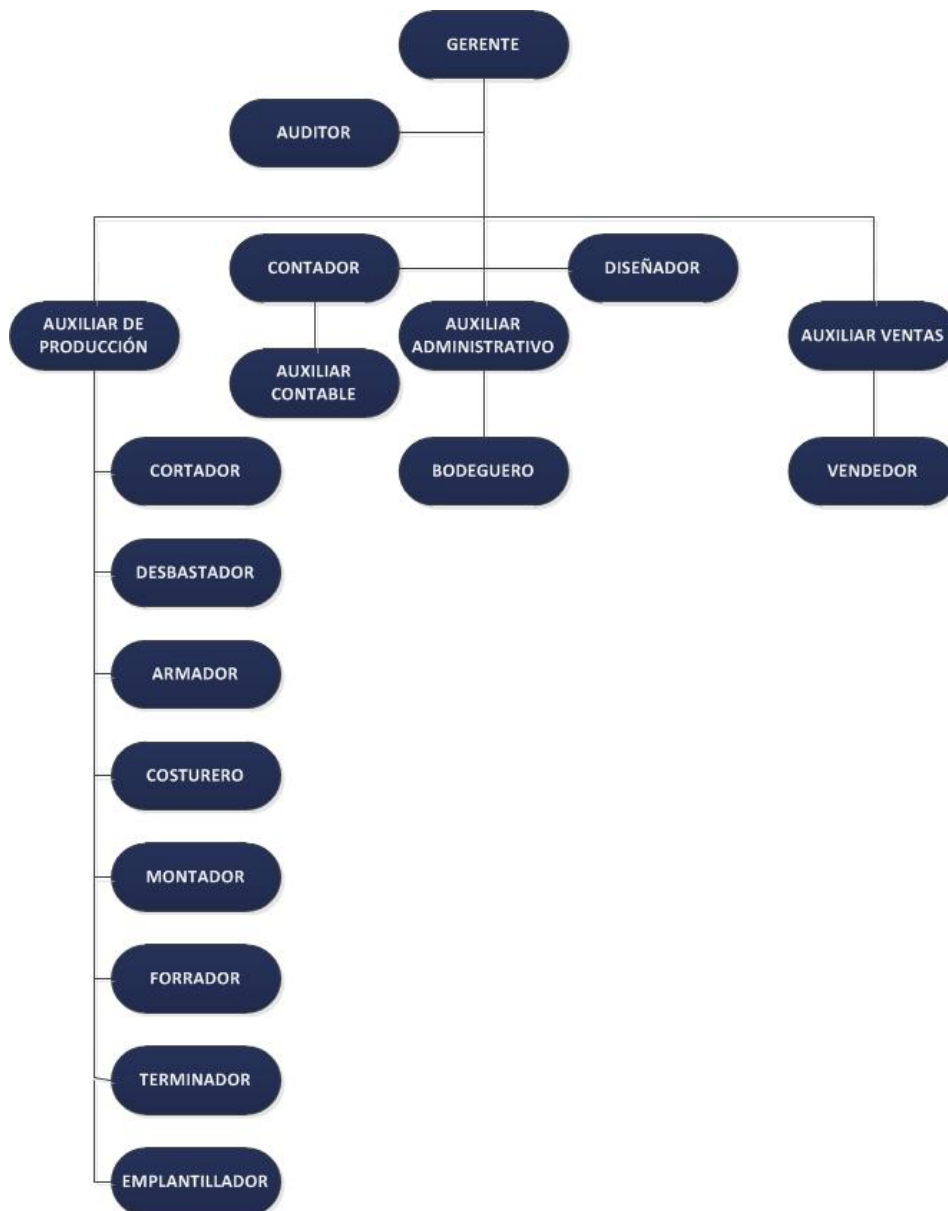 GERENTE
AUDITOR
CONTADOR
DISEÑADOR
AUXILIAR DE
PRODUCCIÓN
AUXILIAR
ADMINISTRATIVO
AUXILIAR VENTAS
AUXILIAR
CONTABLE
CORTADOR
BODEGUERO
VENDEDOR
DESBASTADOR
ARMADOR
COSTURERO
MONTADOR
FORRADOR
TERMINADOR
EMPLANTILLADOR